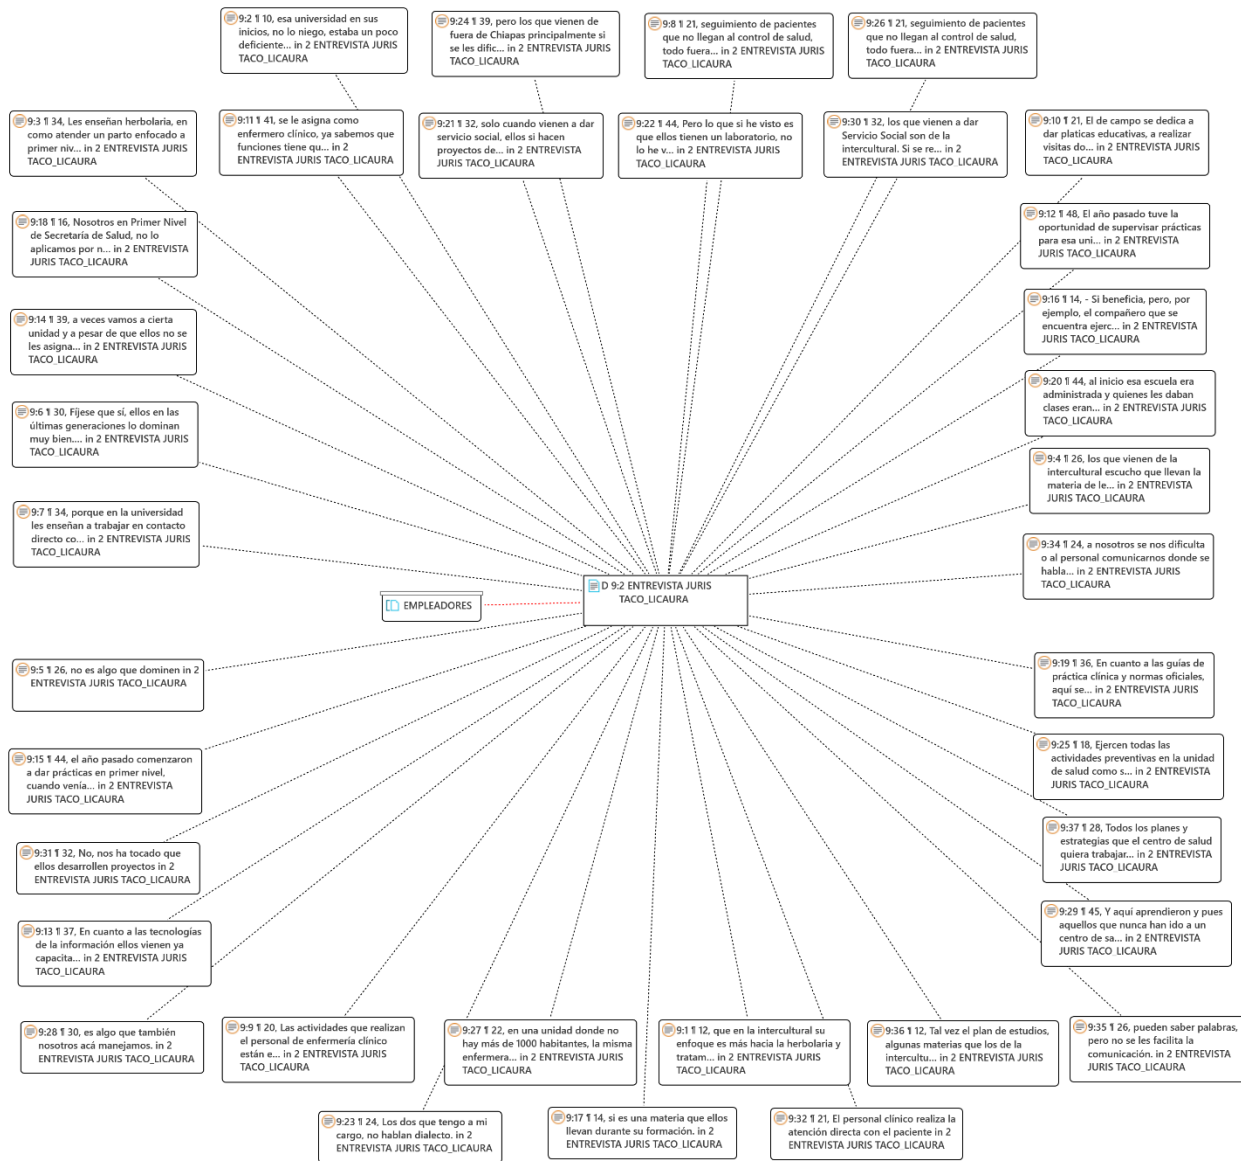 9:2 ¶ 10, esa universidad en sus
inicios, no lo niego, estaba un poco
deficiente... in 2 ENTREVISTA JURIS
TACO_LICAURA
9:24 ¶ 39, pero los que vienen de
fuera de Chiapas principalmente si
se les dific... in 2 ENTREVISTA JURIS
TACO_LICAURA
9:8 ¶ 21, seguimiento de pacientes
que no llegan al control de salud,
todo fuera... in 2 ENTREVISTA JURIS
TACO_LICAURA
9:26 ¶ 21, seguimiento de pacientes
que no llegan al control de salud,
todo fuera... in 2 ENTREVISTA JURIS
TACO_LICAURA
9:3 ¶ 34, Les enseñan herbolaria, en
como atender un parto enfocado a
primer niv... in 2 ENTREVISTA JURIS
TACO_LICAURA
9:11 ¶ 41, se le asigna como
enfermero clínico, ya sabemos que
funciones tiene qu... in 2
ENTREVISTA JURIS TACO_LICAURA
9:21 ¶ 32, solo cuando vienen a dar
servicio social, ellos si hacen
proyectos de... in 2 ENTREVISTA
JURIS TACO_LICAURA
9:22 ¶ 44, Pero lo que si he visto es
que ellos tienen un laboratorio, no
lo he v... in 2 ENTREVISTA JURIS
TACO_LICAURA
9:30 ¶ 32, los que vienen a dar
Servicio Social son de la
intercultural. Si se re... in 2
ENTREVISTA JURIS TACO_LICAURA
9:10 ¶ 21, El de campo se dedica a
dar platicas educativas, a realizar
visitas do... in 2 ENTREVISTA JURIS
TACO_LICAURA
9:18 ¶ 16, Nosotros en Primer Nivel
de Secretaría de Salud, no lo
aplicamos por n... in 2 ENTREVISTA
JURIS TACO_LICAURA
9:12 ¶ 48, El año pasado tuve la
oportunidad de supervisar prácticas
para esa uni... in 2 ENTREVISTA
JURIS TACO_LICAURA
9:14 ¶ 39, a veces vamos a cierta
unidad y a pesar de que ellos no se
les asigna... in 2 ENTREVISTA JURIS
TACO_LICAURA
9:16 ¶ 14, - Si beneficia, pero, por
ejemplo, el compañero que se
encuentra ejerc... in 2 ENTREVISTA
JURIS TACO_LICAURA
9:20 ¶ 44, al inicio esa escuela era
administrada y quienes les daban
clases eran... in 2 ENTREVISTA JURIS
TACO_LICAURA
9:6 ¶ 30, Fíjese que sí, ellos en las
últimas generaciones lo dominan
muy bien.... in 2 ENTREVISTA JURIS
TACO_LICAURA
9:4 ¶ 26, los que vienen de la
intercultural escucho que llevan la
materia de le... in 2 ENTREVISTA
JURIS TACO_LICAURA
9:7 ¶ 34, porque en la universidad
les enseñan a trabajar en contacto
directo co... in 2 ENTREVISTA JURIS
TACO_LICAURA
9:34 ¶ 24, a nosotros se nos dificulta
o al personal comunicarnos donde se
habla... in 2 ENTREVISTA JURIS
TACO_LICAURA
D 9:2 ENTREVISTA JURIS
TACO_LICAURA
EMPLEADORES
9:5 ¶ 26, no es algo que dominen in 2
ENTREVISTA JURIS TACO_LICAURA
9:19 ¶ 36, En cuanto a las guías de
práctica clínica y normas oficiales,
aquí se... in 2 ENTREVISTA JURIS
TACO_LICAURA
9:15 ¶ 44, el año pasado comenzaron
a dar prácticas en primer nivel,
cuando venía... in 2 ENTREVISTA
JURIS TACO_LICAURA
9:25 ¶ 18, Ejercen todas las
actividades preventivas en la unidad
de salud como s... in 2 ENTREVISTA
JURIS TACO_LICAURA
9:37 ¶ 28, Todos los planes y
estrategias que el centro de salud
quiera trabajar... in 2 ENTREVISTA
JURIS TACO_LICAURA
9:31 ¶ 32, No, nos ha tocado que
ellos desarrollen proyectos in 2
ENTREVISTA JURIS TACO_LICAURA
9:29 ¶ 45, Y aquí aprendieron y pues
aquellos que nunca han ido a un
centro de sa... in 2 ENTREVISTA
JURIS TACO_LICAURA
9:13 ¶ 37, En cuanto a las tecnologías
de la información ellos vienen ya
capacita... in 2 ENTREVISTA JURIS
TACO_LICAURA
9:28 ¶ 30, es algo que también
nosotros acá manejamos. in 2
ENTREVISTA JURIS TACO_LICAURA
9:9 ¶ 20, Las actividades que realizan
el personal de enfermería clínico
están e... in 2 ENTREVISTA JURIS
TACO_LICAURA
9:27 ¶ 22, en una unidad donde no
hay más de 1000 habitantes, la misma
enfermera... in 2 ENTREVISTA JURIS
TACO_LICAURA
9:1 ¶ 12, que en la intercultural su
enfoque es más hacia la herbolaria y
tratam... in 2 ENTREVISTA JURIS
TACO_LICAURA
9:36 ¶ 12, Tal vez el plan de estudios,
algunas materias que los de la
intercultu... in 2 ENTREVISTA JURIS
TACO_LICAURA
9:35 ¶ 26, pueden saber palabras,
pero no se les facilita la
comunicación. in 2 ENTREVISTA
JURIS TACO_LICAURA
9:23 ¶ 24, Los dos que tengo a mi
cargo, no hablan dialecto. in 2
ENTREVISTA JURIS TACO_LICAURA
9:17 ¶ 14, si es una materia que ellos
llevan durante su formación. in 2
ENTREVISTA JURIS TACO_LICAURA
9:32 ¶ 21, El personal clínico realiza la
atención directa con el paciente in 2
ENTREVISTA JURIS TACO_LICAURA